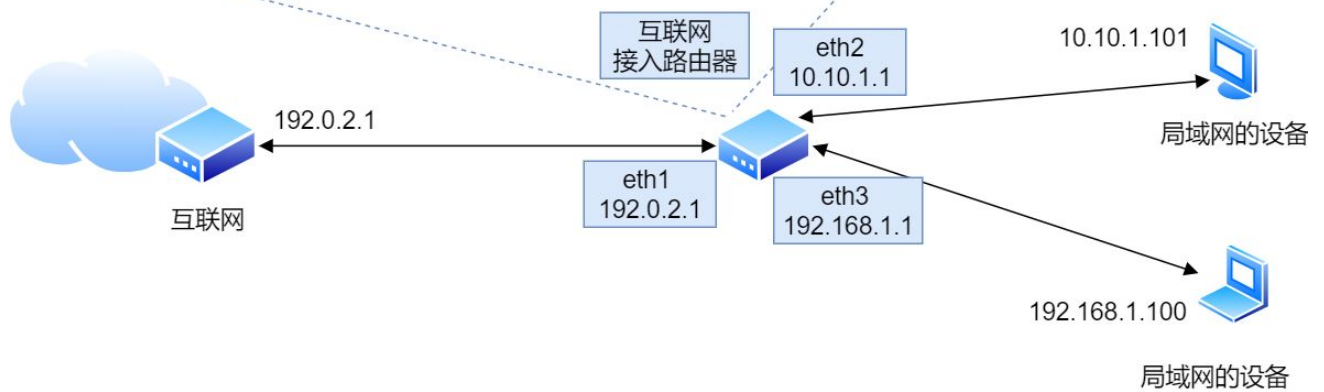 互联网
接入路由器
eth2
10.10.1.1
10.10.1.101
局域网的设备
192.0.2.1
eth1
192.0.2.1
eth3
192.168.1.1
互联网
192.168.1.100
局域网的设备